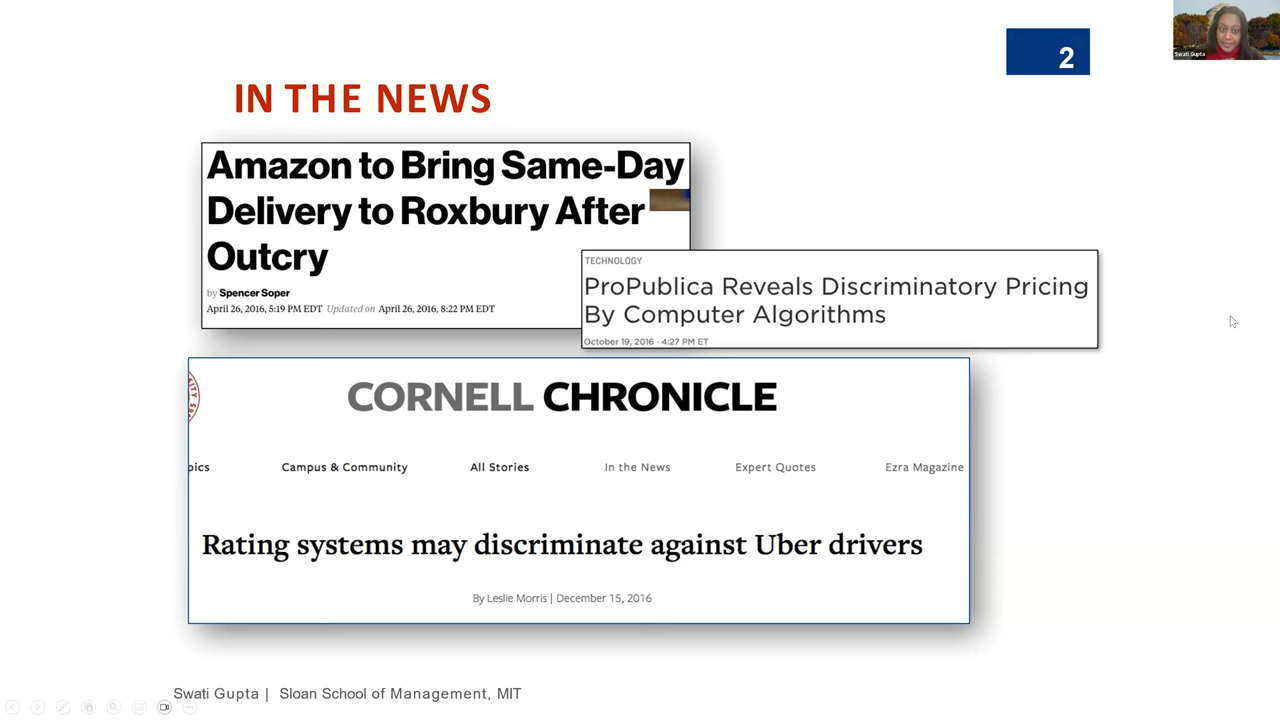 2
Swati Gupta
IN THE NEWS
Amazon to Bring Same-Day
Delivery to Roxbury After
Outcry
by Spencer Soper
April 26, 2016, 5:19 PM EDT Updated on April 26, 2016, 8:22 PM EDT
TECHNOLOGY
ProPublica Reveals Discriminatory Pricing
By Computer Algorithms
October 19, 2016 · 4:27 PM ET
CORNELL CHRONICLE
pics Campus & Community All Stories In the News Expert Quotes Ezra Magazine
Rating systems may discriminate against Uber drivers
By Leslie Morris | December 15, 2016
Swati Gupta | Sloan School of Management, MIT